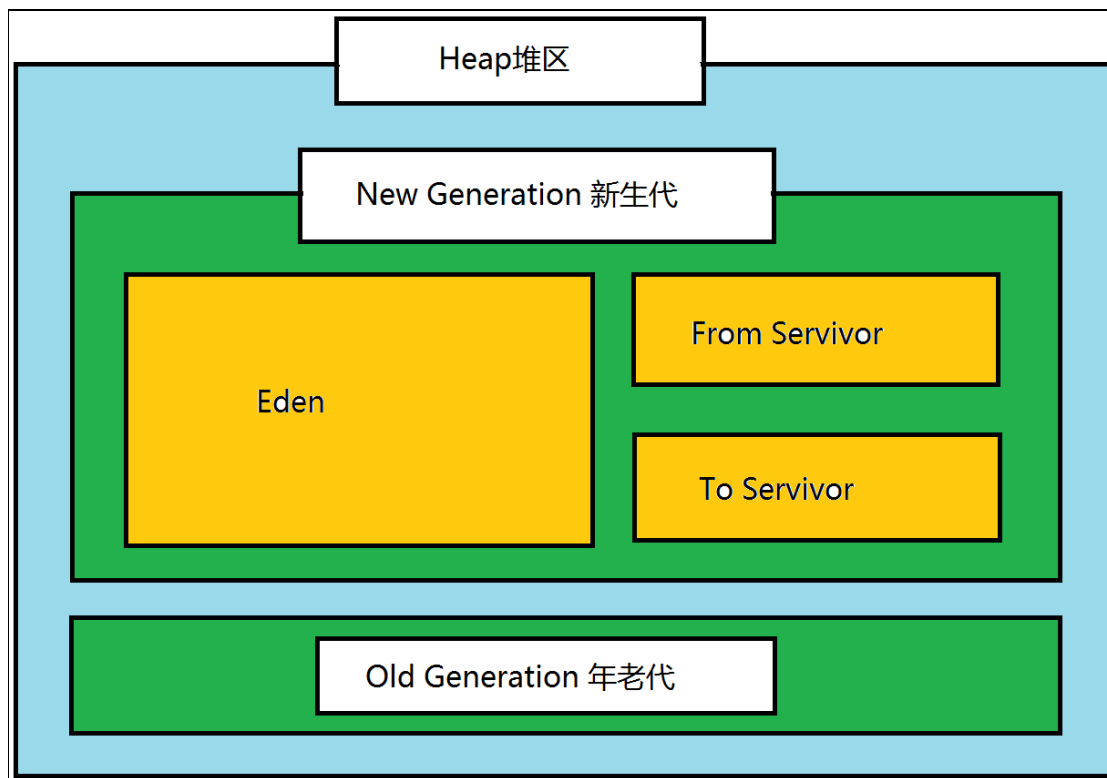 Heap堆区
New Generation 新生代
Eden
From Servivor
To Servivor
Old Generation 年老代